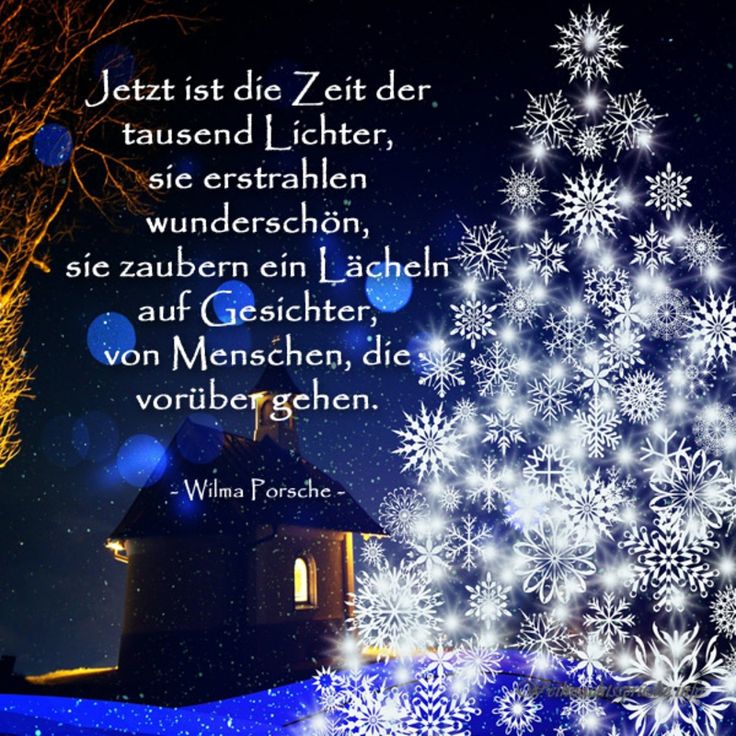 Jetzt ist die Zeit der
tausend Lichter,
sie erstrahlen
wunderschön,
sie zaubern ein Lächeln
auf Gesichter,
von Menschen, die
vorüber gehen.
- Wilma Porsche -